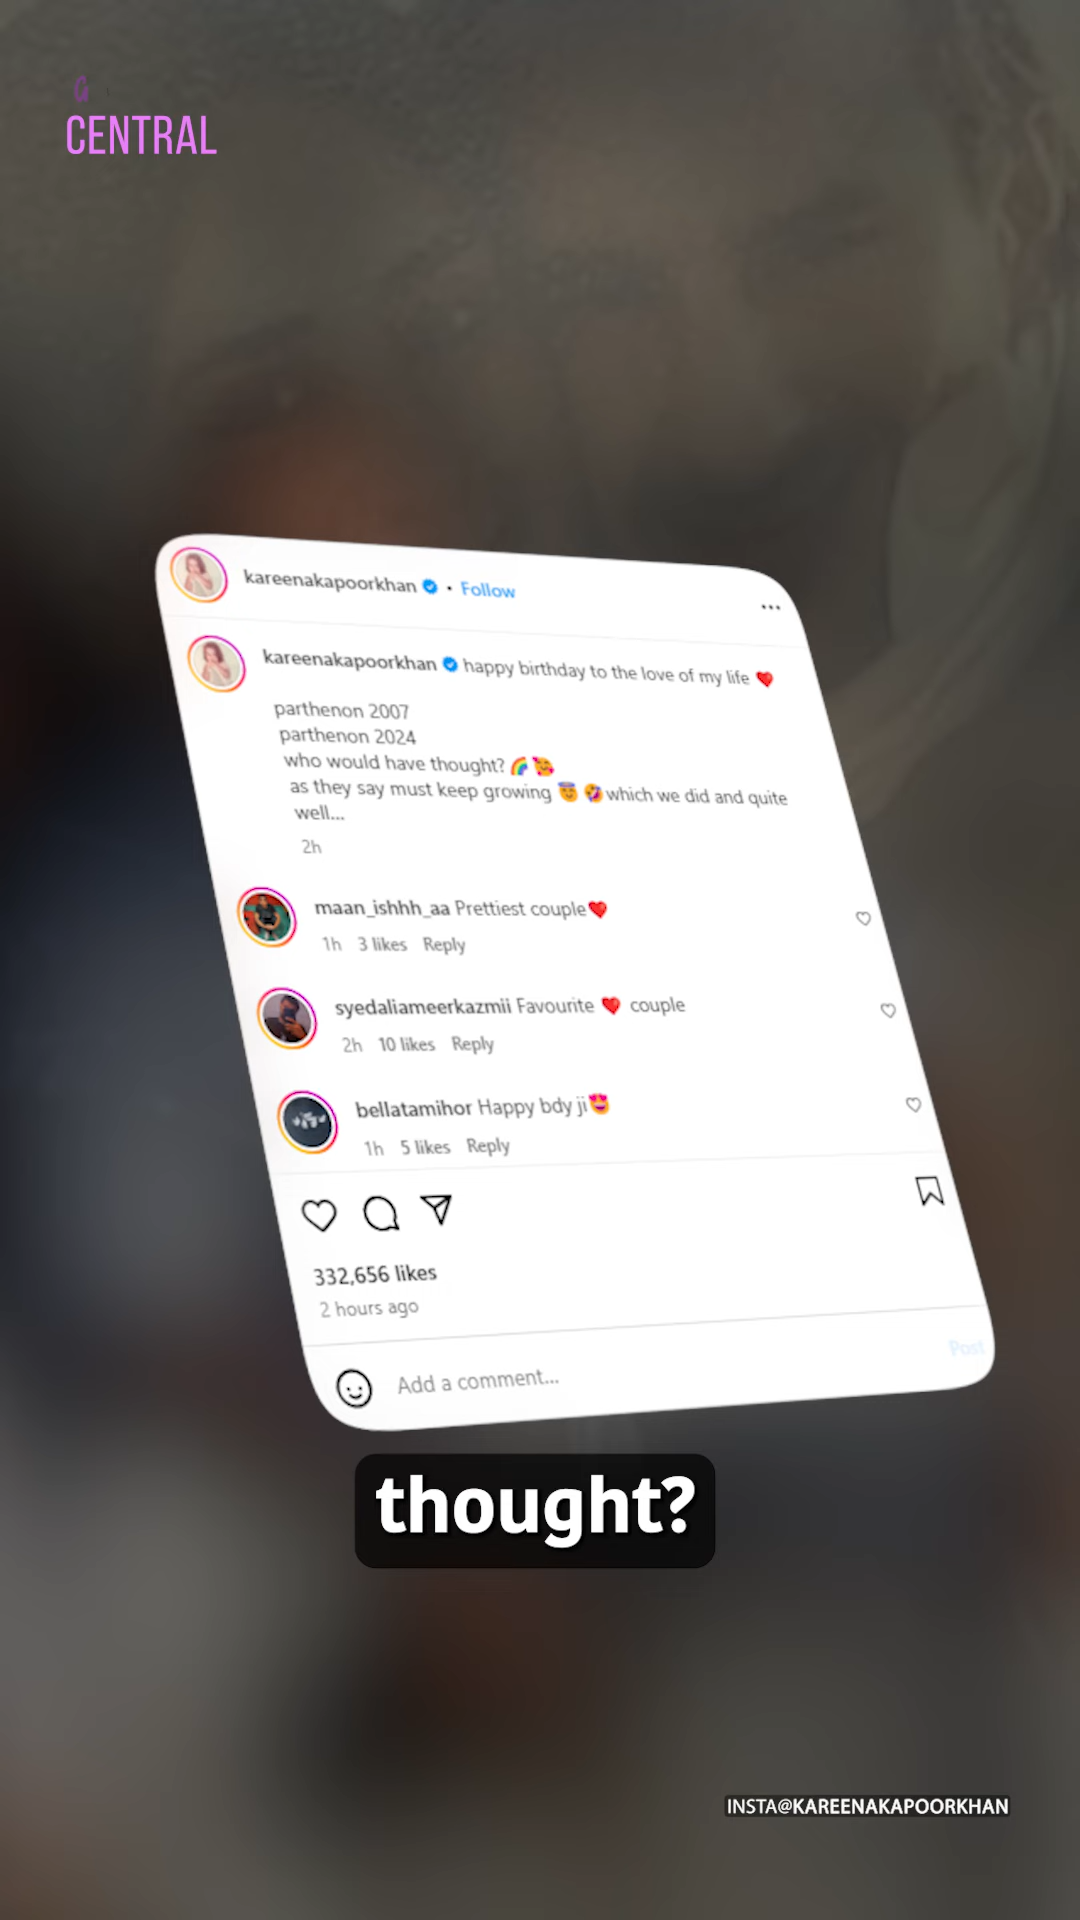 CENTRAL
kareenakapoorkhan • Follow
kareenakapoorkhan happy birthday to the love of my life ❤️
parthenon 2007
parthenon 2024
who would have thought? 🌈 🥰
as they say must keep growing 😇 🤣which we did and quite
well...
2h
maan_ishhh_aa Prettiest couple❤️
1h 3 likes Reply
syedaliameerkazmii Favourite ❤️ couple
2h 10 likes Reply
bellatamihor Happy bdy ji😍
1h 5 likes Reply
332,656 likes
2 hours ago
Add a comment...
Post
thought?
INSTA@KAREENAKAPOORKHAN